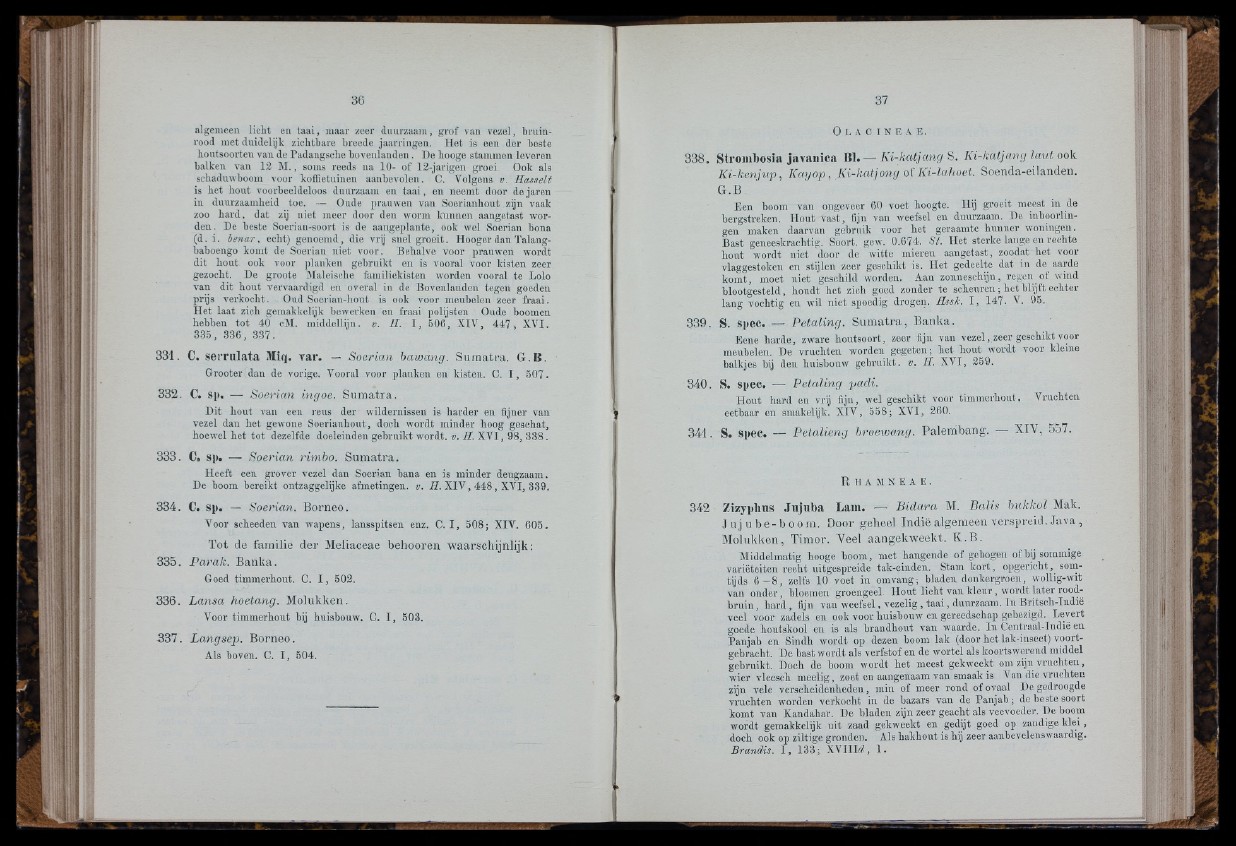 36
algemeen licht en taai, maar zeer duurzaam, grof van vezel, bruin-
rood met duidelijk zichtbare breede jaarringen. Het is een der beste
houtsoorten van de Padangsche bovenlanden. De hooge stammen leveren
balken van 12 M., soms reeds na 10- of 12-jarigen groei. Ook als
schaduwboom voor koffietuinen aanbevolen. C. Volgens v. Hasselt
is het hout voorbeeldeloos duurzaam en taai, en neemt door de jaren
in duurzaamheid toe. — Oude prauwen van Soerianhout zijn vaak
zoo hard, dat zij niet meer door den worm kunnen aangetast wor-
den. De beste Soerian-soort is de aangeplante, ook wel Soerian bona
(d. i. benar, echt) genoemd, die vrij snel groeit. Hooger dan Talang-
baboengo komt de Soerian niet voor. Behalve voor prauwen wordt
dit hout ook voor planken gebruikt en is vooral voor kisten zeer
gezocht. De groote Maleische familiekisten worden vooral te Lolo
van dit hout vervaardigd en overal in de Bovenlanden tegen goeden
prijs verkocht. Oud Soerian-hout is ook voor meubelen zeer fraai.
Het laat zich gemakkelijk bewerken en fraai polijsten Oude boomen
hebben tot 40 cM. middellijn. v. H. I, 506, XIV, 447, XVI.
335, 336, 337.
331. C. serrulata Miq. var. — Soerian bawang. Sumatra. G.B.
Grooter dan de vorige. Vooral voor planken en kisten. C. I, 507.
332. C. sp. — Soerian ingoe. Sumatra.
Dit hout van een reus der wildernissen is harder en fijner van
vezel dan het gewone Soerianhout, doch wordt minder hoog geschat,
hoewel het tot dezelfde doeleinden gebruikt wordt. v. H. XVI, 98, 338.
333. C. sp. — Soerian rimbo. Sumatra.
Heeft een grover vezel dan Soerian bana en is minder deugzaam.
De boom bereikt ontzaggelijke afmetingen. v. H. XIV, 448, XVI, 339.
334. C. sp. — Soerian. Borneo.
Voor scheeden van wapens, lansspitsen enz. C. I, 508; XIV. 605.
Tot de familie der Meliaceae behooren waarschijnlijk:
335. Parak. Banka.
Goed timmerhout. C. I, 502.
336. Lansa hoetang. Molukken.
Voor timmerhout bij huisbouw. C. I, 503.
337. Langsep. Borneo.
Als boven. C. I, 504.
37
OLACINEAE.
338. Strombosia javanica Bl. — Ki-katjang S. Ki-katjang laut ook
Ki-kenjup, Kayop, Ki-katjong of Ki-tahoet. Soenda-eilanden.
G.B
Een boom van ongeveer 60 voet hoogte. Hij groeit meest in de
bergstreken. Hout vast, fijn van weefsel en duurzaam. De inboorlin-
gen maken daarvan gebruik voor het geraamte hunner woningen.
Bast geneeskrachtig. Soort. gew. 0.674. St. Het sterke lange en rechte
hout wordt niet door de witte mieren aangetast, zoodat het voor
vlaggestoken en stijlen zeer geschikt is. Het gedeelte dat in de aarde
komt, moet niet geschild worden. Aan zonneschijn, regen of wind
blootgesteld, houdt het zich goed zonder te scheuren; het blijft echter
lang vochtig en wil niet spoedig drogen. Hssk. I, 147. V. 95.
339. S. spec. — Petaling. Sumatra, Banka.
Eene harde, zware houtsoort, zeer fijn van vezel, zeer geschikt voor
meubelen. De vruchten worden gegeten; het hout wordt voor kleine
balkjes bij den huisbouw gebruikt. v. H. XVI, 259.
340. S. spec. — Petaling padi.
Hout hard en vrij fijn, wel geschikt voor timmerhout. Vruchten
eetbaar en smakelijk. XIV, 558; XVI, 260.
341. S. spec. — Petalieng broewang. Palembang. — XIV, 557.
RHAMNEAE.
342 Zizyphus Jujuba Lam. — Bidara M. Balis bukkol Mak.
Jujube-boom. Door geheel Indië algemeen verspreid. Java,
Molukken, Timor. Veel aangekweekt. K.B.
Middelmatig hooge boom, met hangende of gebogen of bij sommige
variëteiten recht uitgespreide tak-einden. Stam kort, opgericht, som-
tijds 6–8, zelfs 10 voet in omvang; bladen donkergroen, wollig-wit
van onder, bloemen groengeel. Hout licht van kleur, wordt later rood-
bruin, hard, fijn van weefsel, vezelig, taai, duurzaam. In Britsch-Indië
veel voor zadels en ook voor huisbouw en gereedschap gebezigd. Levert
goede houtskool en is als brandhout van waarde. In Centraal-Indië en
Panjab en Sindh wordt op dezen boom lak (door het lak-insect) voort-
gebracht. De bast wordt als verfstof en de wortel als koortswerend middel
gebruikt. Doch de boom wordt het meest gekweekt om zijn vruchten,
wier vleesch meelig, zoet en aangenaam van smaak is Van die vruchten
zijn vele verscheidenheden, min of meer rond of ovaal De gedroogde
vruchten worden verkocht in de bazars van de Panjab; de beste soort
komt van Kandahar. De bladen zijn zeer geacht als veevoeder. De boom
wordt gemakkelijk uit zaad gekweekt en gedijt goed op zandige klei,
doch ook op ziltige gronden. Als hakhout is hij zeer aanbevelenswaardig.
Brandis. I, 133; XVIIId, 1.